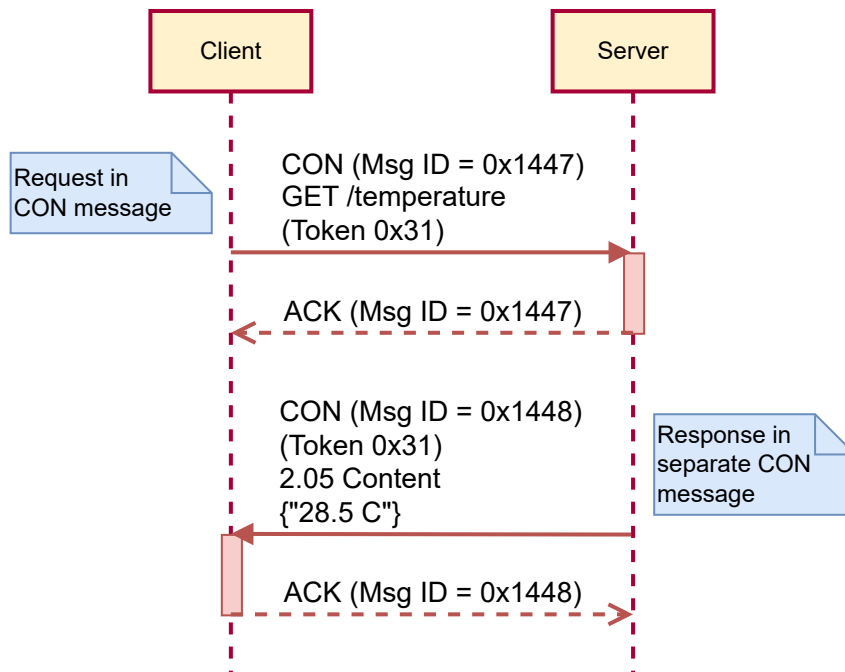 Client
Server
Request in
CON message
CON (Msg ID = 0x1447)
GET /temperature
(Token 0x31)
ACK (Msg ID = 0x1447)
CON (Msg ID = 0x1448)
(Token 0x31)
2.05 Content
{"28.5 C"}
Response in
separate CON
message
ACK (Msg ID = 0x1448)